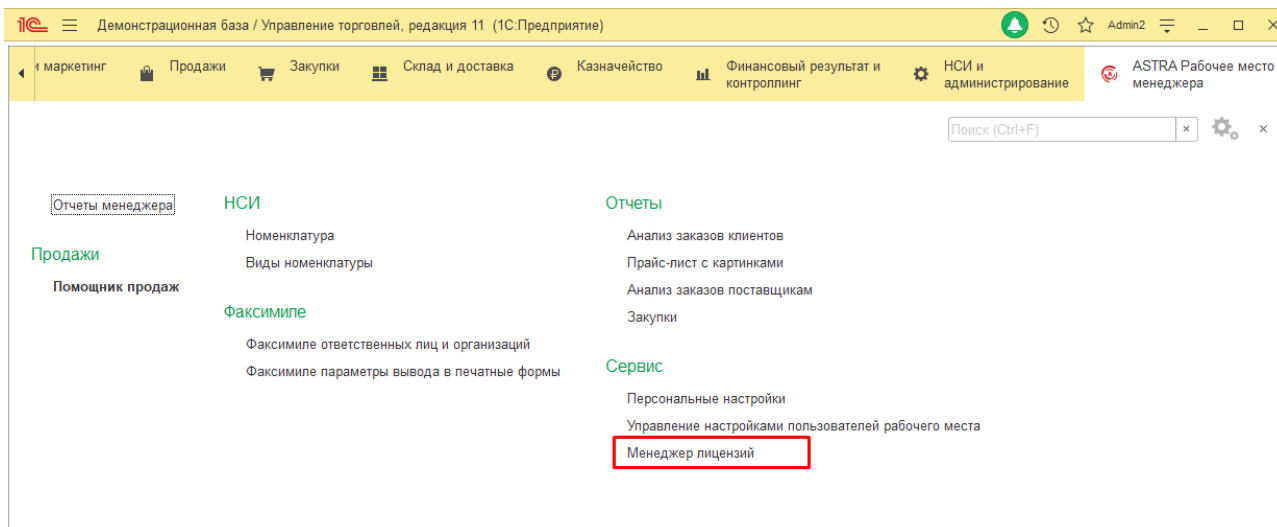 1С Демонстрационная база / Управление торговлей, редакция 11 (1С:Предприятие) Admin2
и маркетинг Продажи Закупки Склад и доставка Казначейство Финансовый результат и контроллинг НСИ и администрирование ASTRA Рабочее место менеджера
Поиск (Ctrl+F)
Отчеты менеджера
Продажи
Помощник продаж
НСИ
Номенклатура
Виды номенклатуры
Факсимиле
Факсимиле ответственных лиц и организаций
Факсимиле параметры вывода в печатные формы
Отчеты
Анализ заказов клиентов
Прайс-лист с картинками
Анализ заказов поставщикам
Закупки
Сервис
Персональные настройки
Управление настройками пользователей рабочего места
Менеджер лицензий